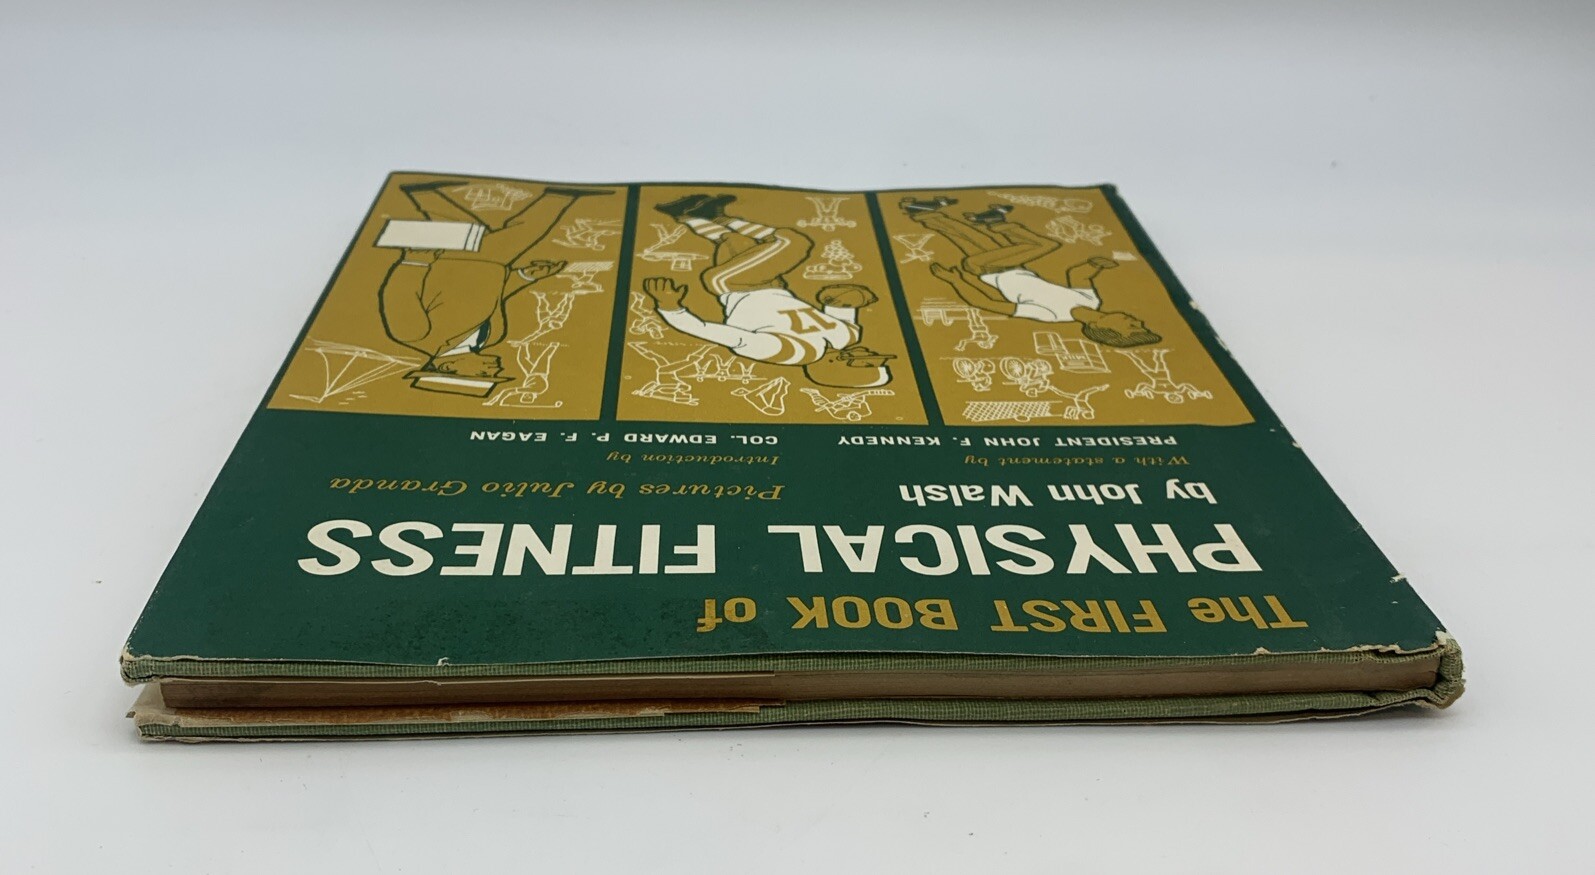 The FIRST BOOK of
PHYSICAL FITNESS
by John Walsh
Pictures by Julio Granda
With a statement by
PRESIDENT JOHN F. KENNEDY
Introduction by
COL. EDWARD P. F. EAGAN
17
MILK